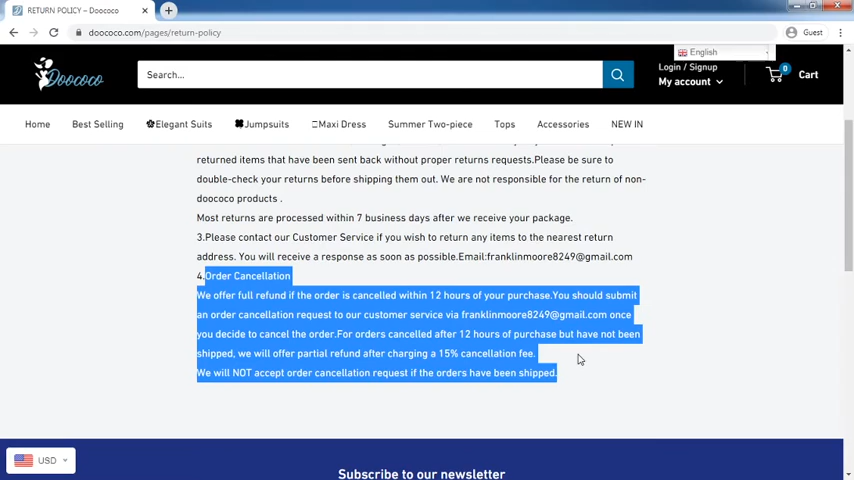 RETURN POLICY – Doococo
doococo.com/pages/return-policy
Guest
English
Doococo
Search...
Login / Signup
My account
0
Cart
Home
Best Selling
✿Elegant Suits
✤Jumpsuits
Maxi Dress
Summer Two-piece
Tops
Accessories
NEW IN
returned items that have been sent back without proper returns requests.Please be sure to
double-check your returns before shipping them out. We are not responsible for the return of non-
doococo products .
Most returns are processed within 7 business days after we receive your package.
3.Please contact our Customer Service if you wish to return any items to the nearest return
address. You will receive a response as soon as possible.Email:franklinmoore8249@gmail.com
4.Order Cancellation
We offer full refund if the order is cancelled within 12 hours of your purchase.You should submit
an order cancellation request to our customer service via franklinmoore8249@gmail.com once
you decide to cancel the order.For orders cancelled after 12 hours of purchase but have not been
shipped, we will offer partial refund after charging a 15% cancellation fee.
We will NOT accept order cancellation request if the orders have been shipped.
Subscribe to our newsletter
USD